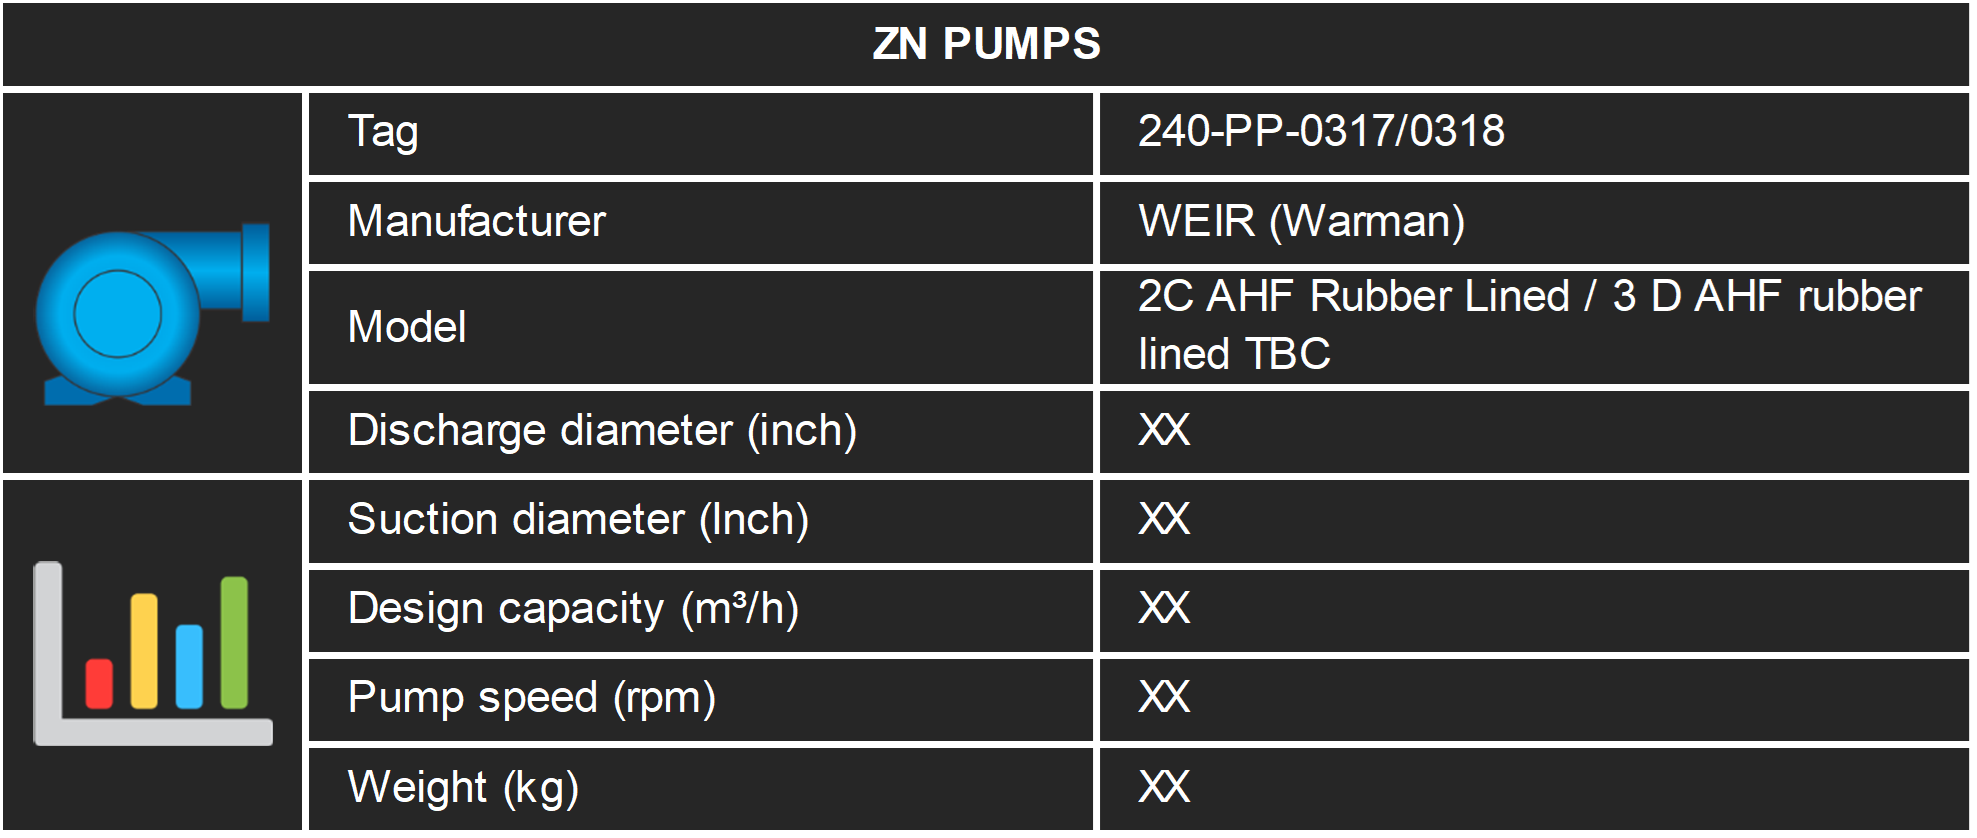 ZN PUMPS
Tag
240-PP-0317/0318
Manufacturer
WEIR (Warman)
Model
2C AHF Rubber Lined / 3 D AHF rubber
lined TBC
Discharge diameter (inch)
XX
Suction diameter (Inch)
XX
Design capacity (m³/h)
XX
Pump speed (rpm)
XX
Weight (kg)
XX